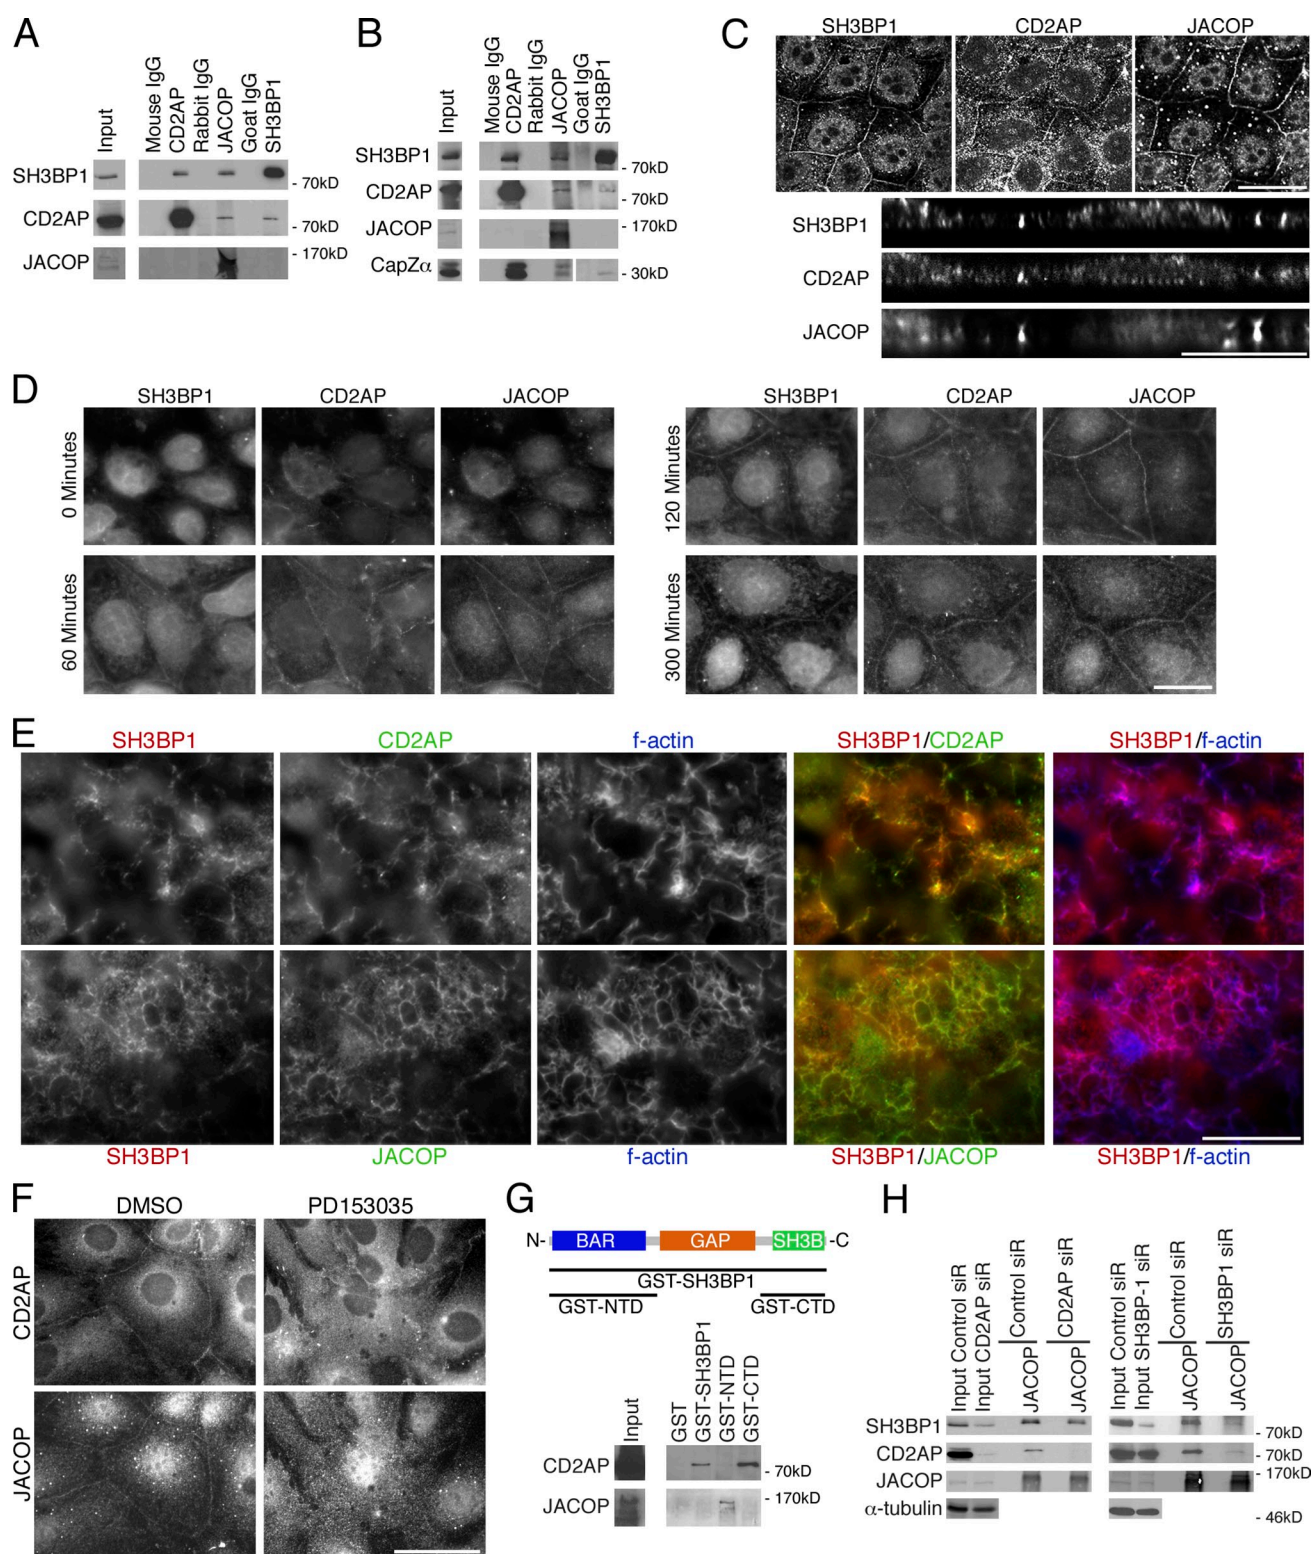 A
Input
Mouse IgG
CD2AP
Rabbit IgG
JACOP
Goat IgG
SH3BP1
SH3BP1
- 70kD
CD2AP
- 70kD
JACOP
- 170kD
B
Input
Mouse IgG
CD2AP
Rabbit IgG
JACOP
Goat IgG
SH3BP1
SH3BP1
- 70kD
CD2AP
- 70kD
JACOP
- 170kD
CapZα
- 30kD
C
SH3BP1 CD2AP JACOP
SH3BP1
CD2AP
JACOP
D
SH3BP1 CD2AP JACOP
0 Minutes
60 Minutes
SH3BP1 CD2AP JACOP
120 Minutes
300 Minutes
E
SH3BP1 CD2AP f-actin SH3BP1/CD2AP SH3BP1/f-actin
SH3BP1 JACOP f-actin SH3BP1/JACOP SH3BP1/f-actin
F
DMSO PD153035
CD2AP
JACOP
G
N- BAR GAP SH3B -C
GST-SH3BP1
GST-NTD GST-CTD
Input
GST
GST-SH3BP1
GST-NTD
GST-CTD
CD2AP
- 70kD
JACOP
- 170kD
H
Input Control siR
Input CD2AP siR
Control siR
JACOP
CD2AP siR
JACOP
Input Control siR
Input SH3BP-1 siR
Control siR
JACOP
SH3BP1 siR
JACOP
SH3BP1
- 70kD
CD2AP
- 70kD
JACOP
- 170kD
α-tubulin
- 46kD